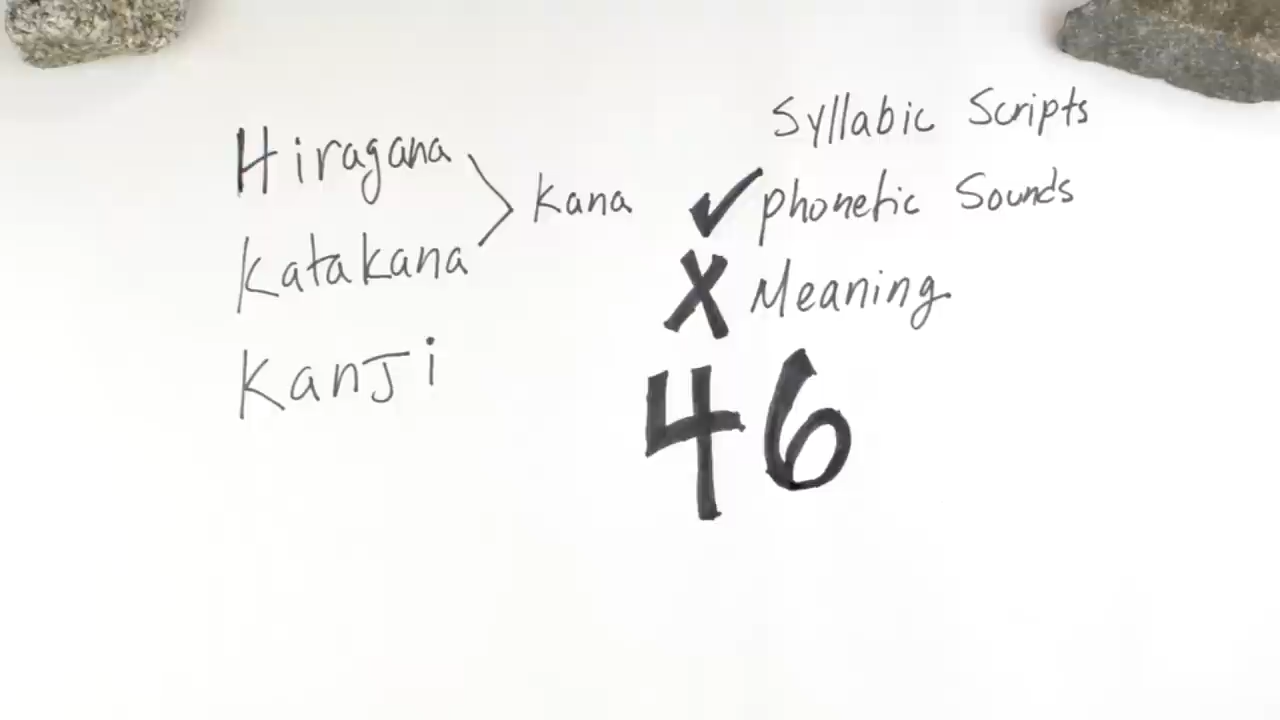 Hiragana
Katakana
Kana
KanJi
Syllabic Scripts
✓ Phonetic Sounds
X Meaning
46